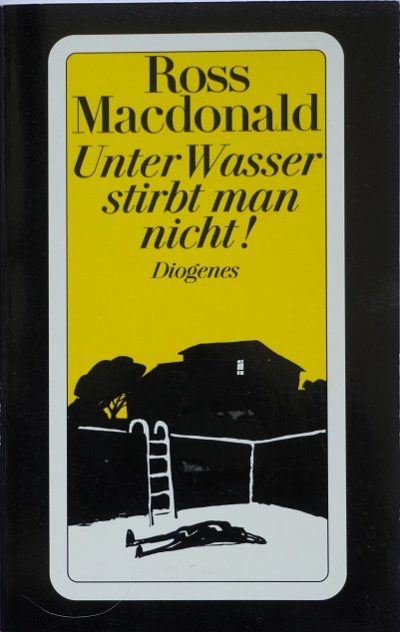 Ross
Macdonald
Unter Wasser
stirbt man
nicht!
Diogenes